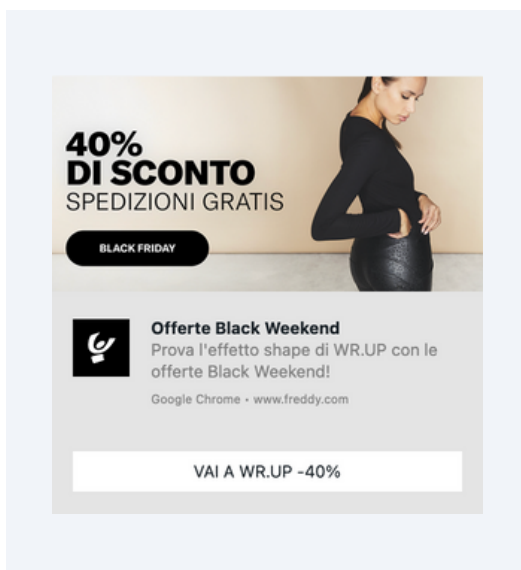 40%
DI SCONTO
SPEDIZIONI GRATIS
BLACK FRIDAY
Offerte Black Weekend
Prova l'effetto shape di WR.UP con le
offerte Black Weekend!
Google Chrome • www.freddy.com
VAI A WR.UP -40%